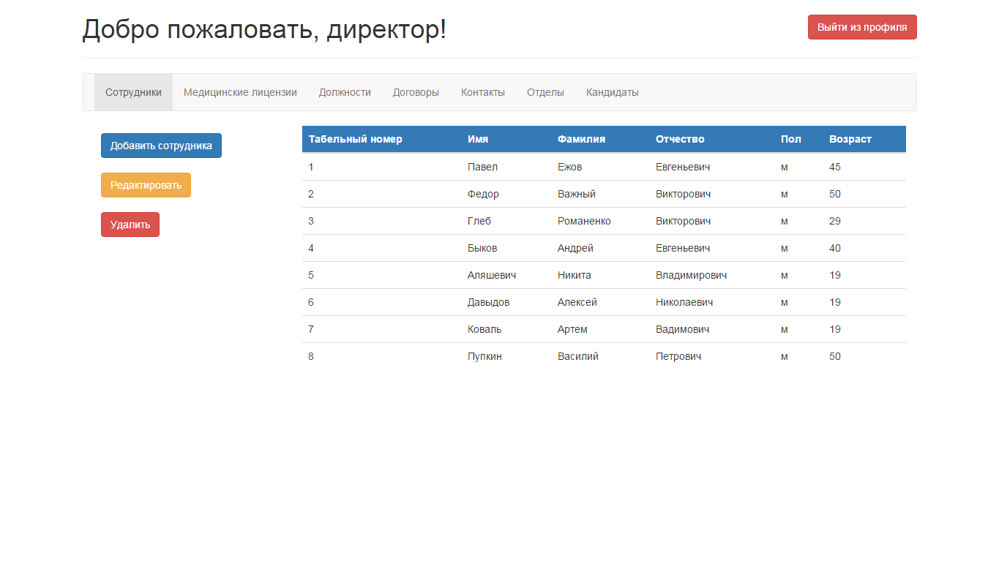 Добро пожаловать, директор!
Выйти из профиля
Сотрудники Медицинские лицензии Должности Договоры Контакты Отделы Кандидаты
Добавить сотрудника
Редактировать
Удалить
Табельный номер Имя Фамилия Отчество Пол Возраст
1 Павел Ежов Евгеньевич м 45
2 Федор Важный Викторович м 50
3 Глеб Романенко Викторович м 29
4 Быков Андрей Евгеньевич м 40
5 Аляшевич Никита Владимирович м 19
6 Давыдов Алексей Николаевич м 19
7 Коваль Артем Вадимович м 19
8 Пупкин Василий Петрович м 50